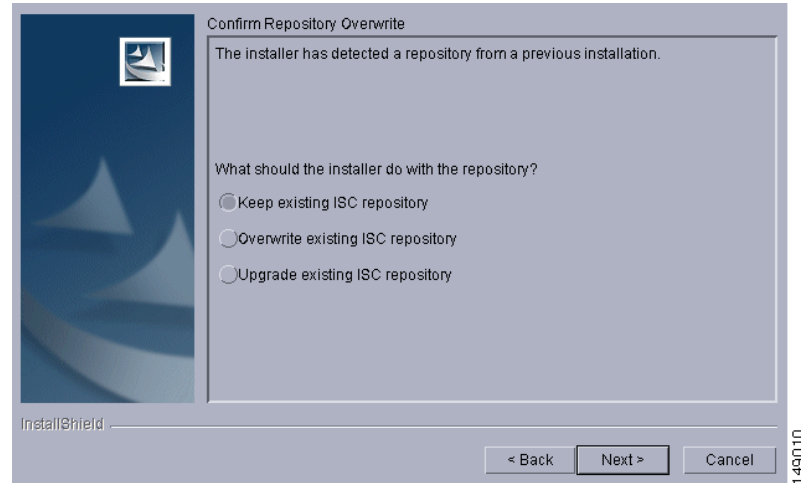 Confirm Repository Overwrite
The installer has detected a repository from a previous installation.
What should the installer do with the repository?
Keep existing ISC repository
Overwrite existing ISC repository
Upgrade existing ISC repository
InstallShield
< Back
Next >
Cancel
149010